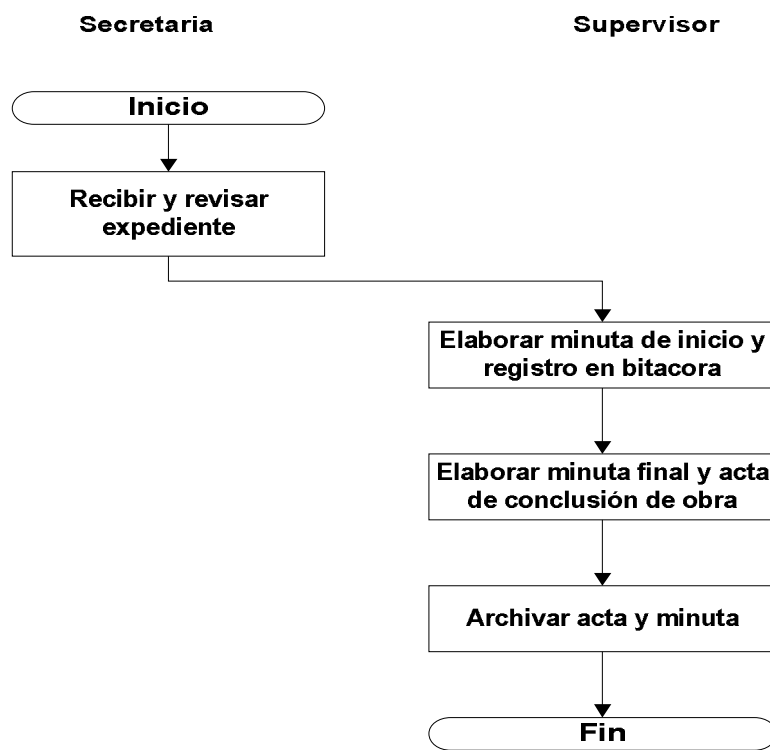 Secretaria
Supervisor
Inicio
Recibir y revisar
expediente
Elaborar minuta de inicio y
registro en bitacora
Elaborar minuta final y acta
de conclusión de obra
Archivar acta y minuta
Fin